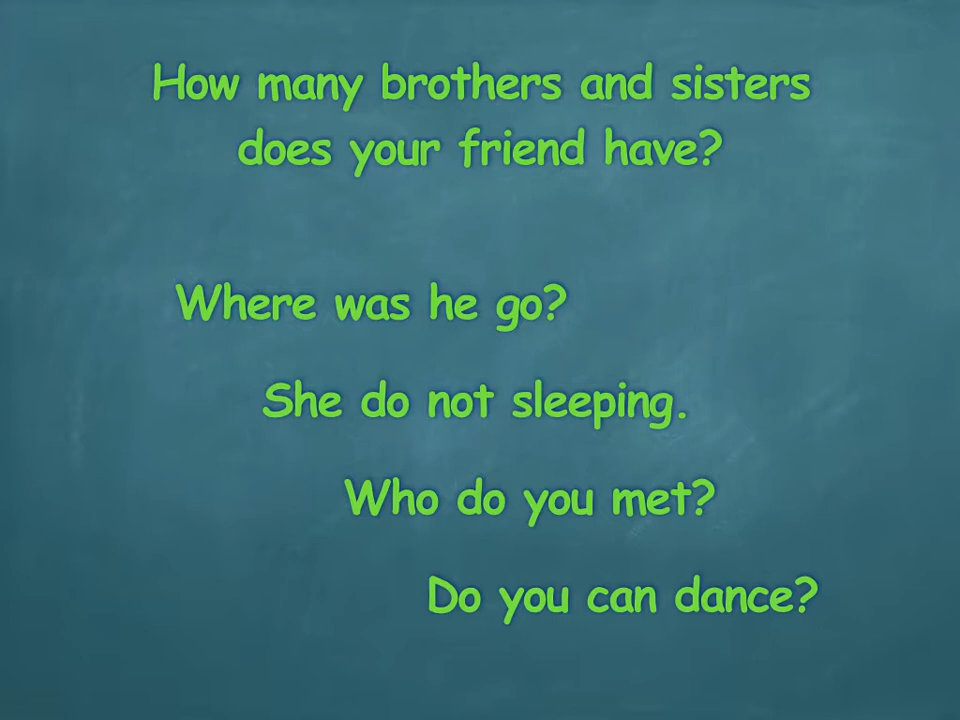 How many brothers and sisters
does your friend have?
Where was he go?
She do not sleeping.
Who do you met?
Do you can dance?